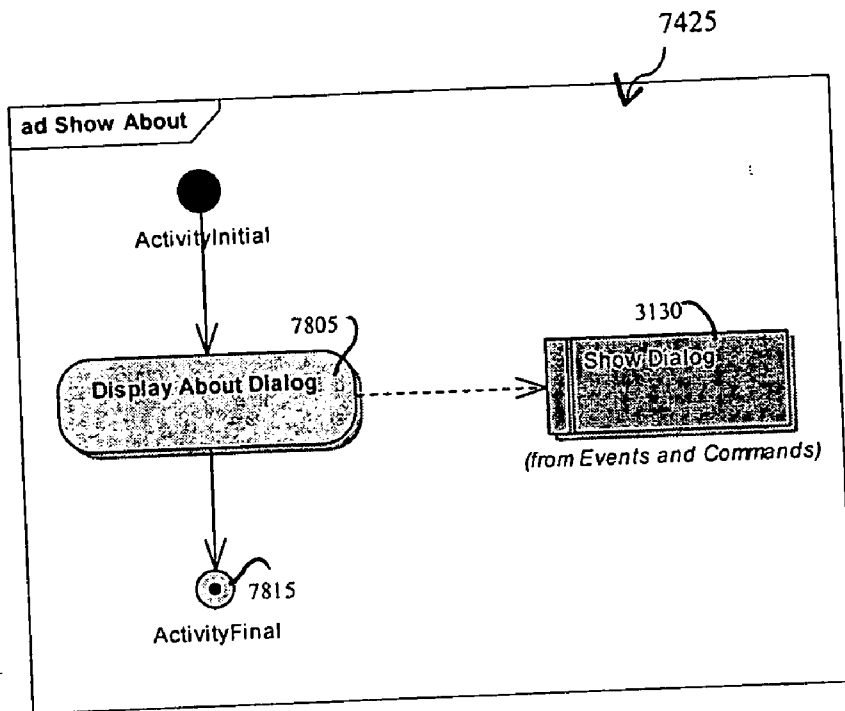 7425
ad Show About
ActivityInitial
7805
3130
Display About Dialog
Show Dialog
(from Events and Commands)
7815
ActivityFinal